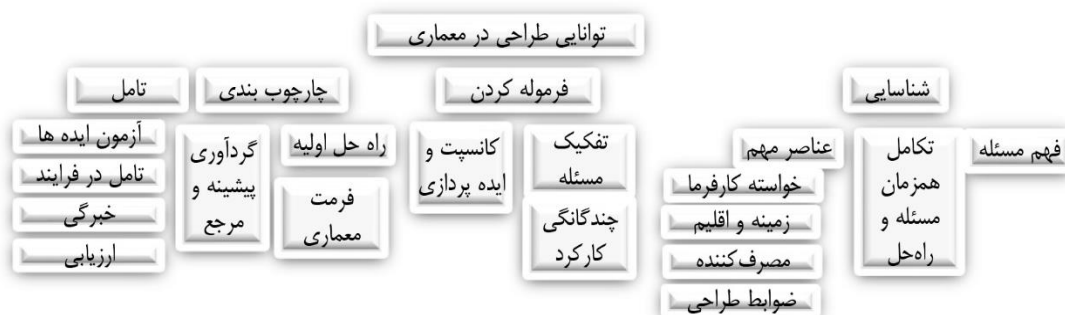 توانایی طراحی در معماری
شناسایی
فرموله کردن
چارچوب بندی
تامل
فهم مسئله
تکامل
همزمان
مسئله و
راه‌حل
عناصر مهم
خواسته کارفرما
زمینه و اقلیم
مصرف‌کننده
ضوابط طراحی
تفکیک
مسئله
چندگانگی
کارکرد
کانسپت و
ایده پردازی
راه حل اولیه
فرمت
معماری
گردآوری
پیشینه و
مرجع
آزمون ایده ها
تامل در فرایند
خبرگی
ارزیابی